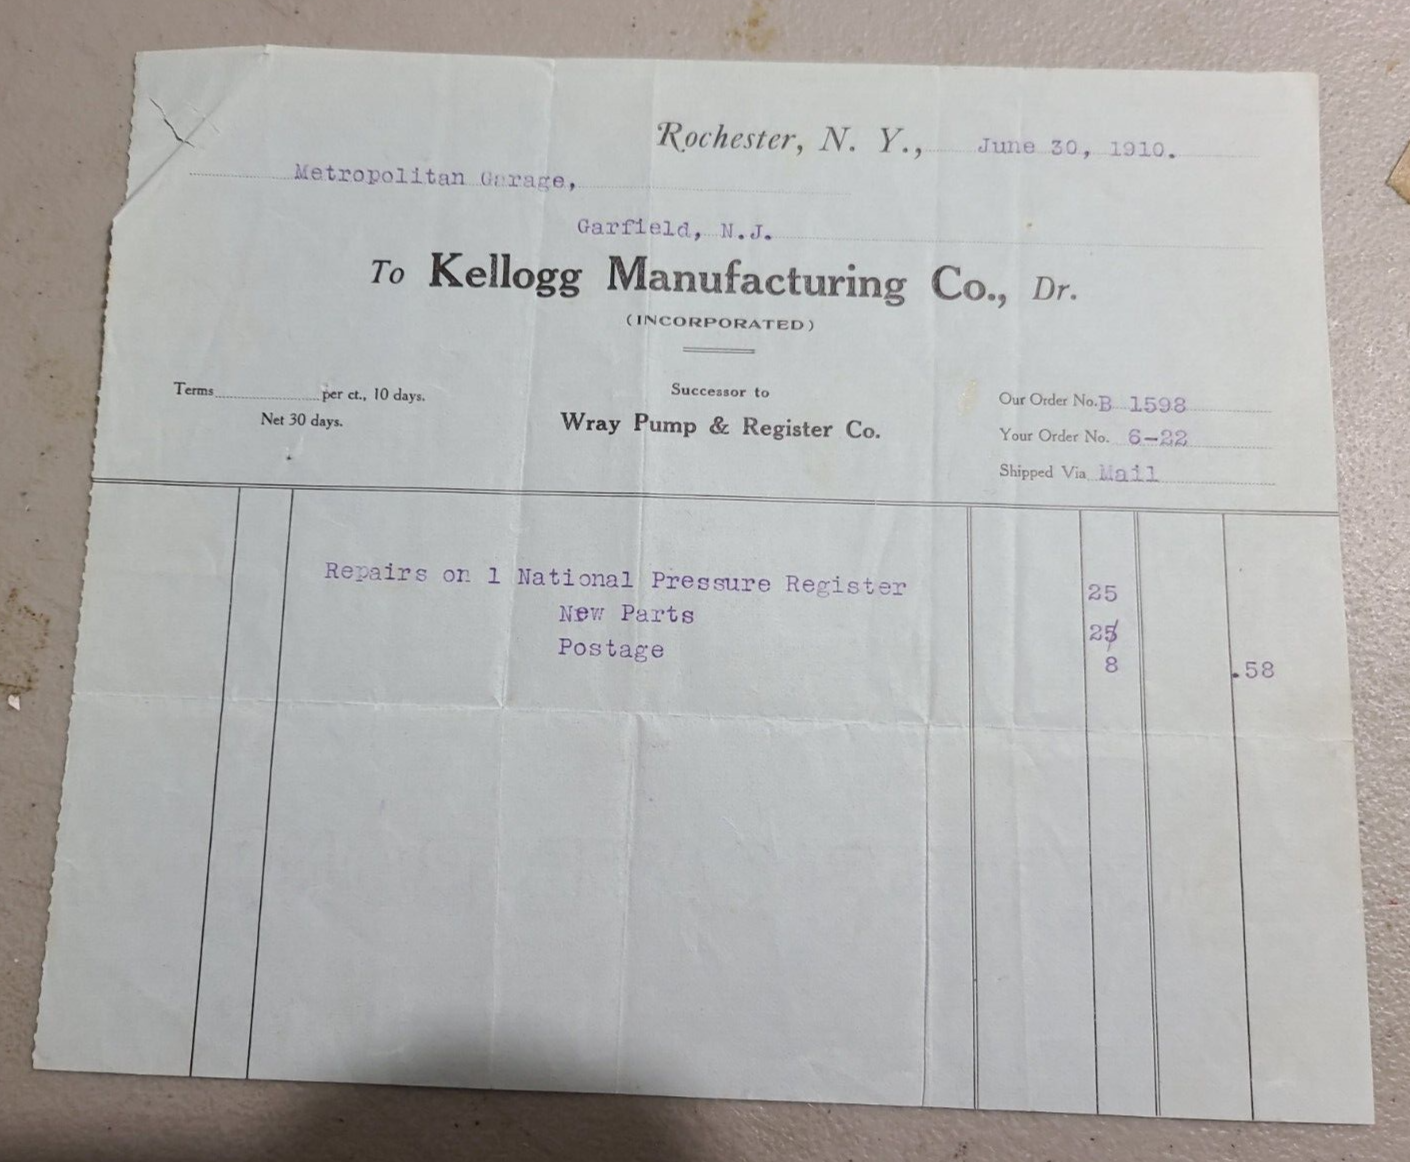 Rochester, N. Y., June 30, 1910.
Metropolitan Garage,
Garfield, N.J.
To Kellogg Manufacturing Co., Dr.
(INCORPORATED)
Terms per ct., 10 days.
Net 30 days.
Successor to
Wray Pump & Register Co.
Our Order No. B 1598
Your Order No. 6-22
Shipped Via Mail
Repairs on 1 National Pressure Register 25
New Parts 25
Postage 8 .58